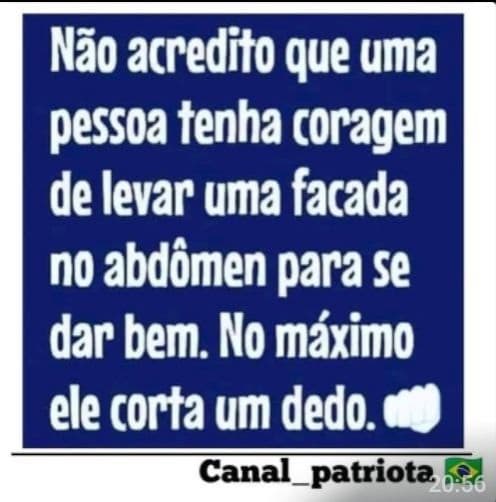 Não acredito que uma
pessoa tenha coragem
de levar uma facada
no abdômen para se
dar bem. No máximo
ele corta um dedo.
Canal_patriota
20:56